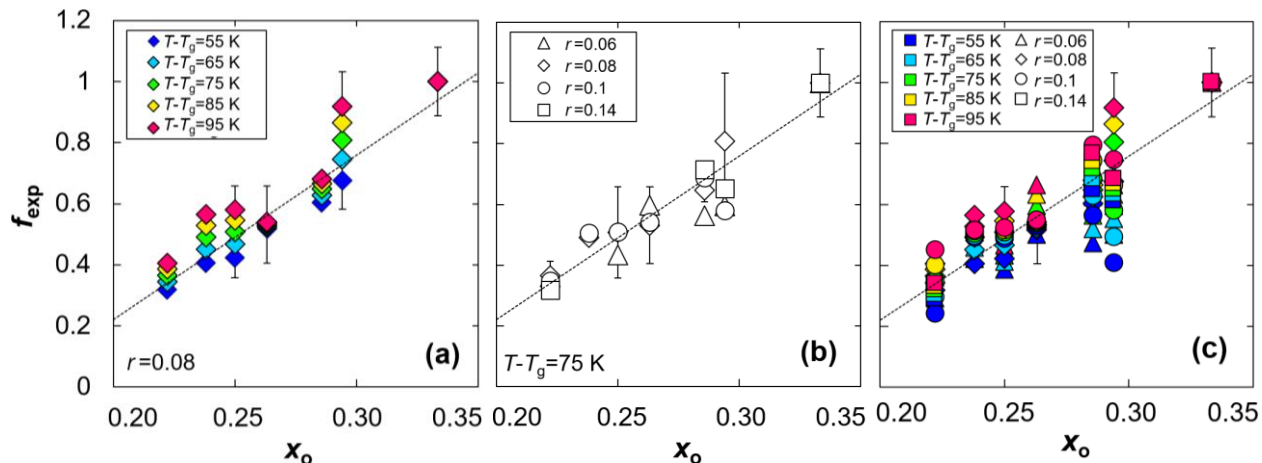 1.2
1
0.8
0.6
0.4
0.2
0
f_exp
T-T_g=55 K
T-T_g=65 K
T-T_g=75 K
T-T_g=85 K
T-T_g=95 K
r=0.08
(a)
0.20
0.25
0.30
0.35
x_o
r=0.06
r=0.08
r=0.1
r=0.14
T-T_g=75 K
(b)
0.20
0.25
0.30
0.35
x_o
T-T_g=55 K
T-T_g=65 K
T-T_g=75 K
T-T_g=85 K
T-T_g=95 K
r=0.06
r=0.08
r=0.1
r=0.14
(c)
0.20
0.25
0.30
0.35
x_o